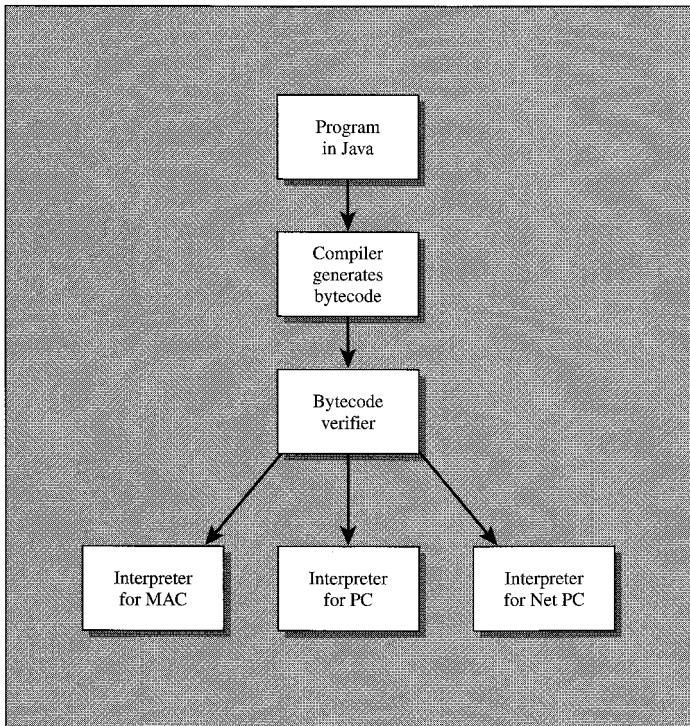 Program
in Java
Compiler
generates
bytecode
Bytecode
verifier
Interpreter
for MAC
Interpreter
for PC
Interpreter
for Net PC